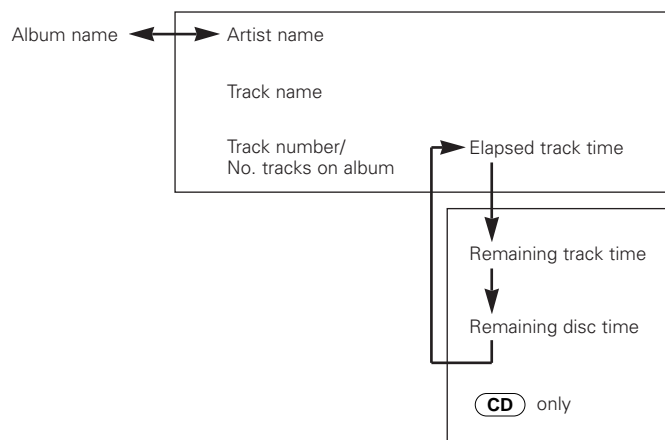 Album name
Artist name
Track name
Track number/
No. tracks on album
Elapsed track time
Remaining track time
Remaining disc time
CD only